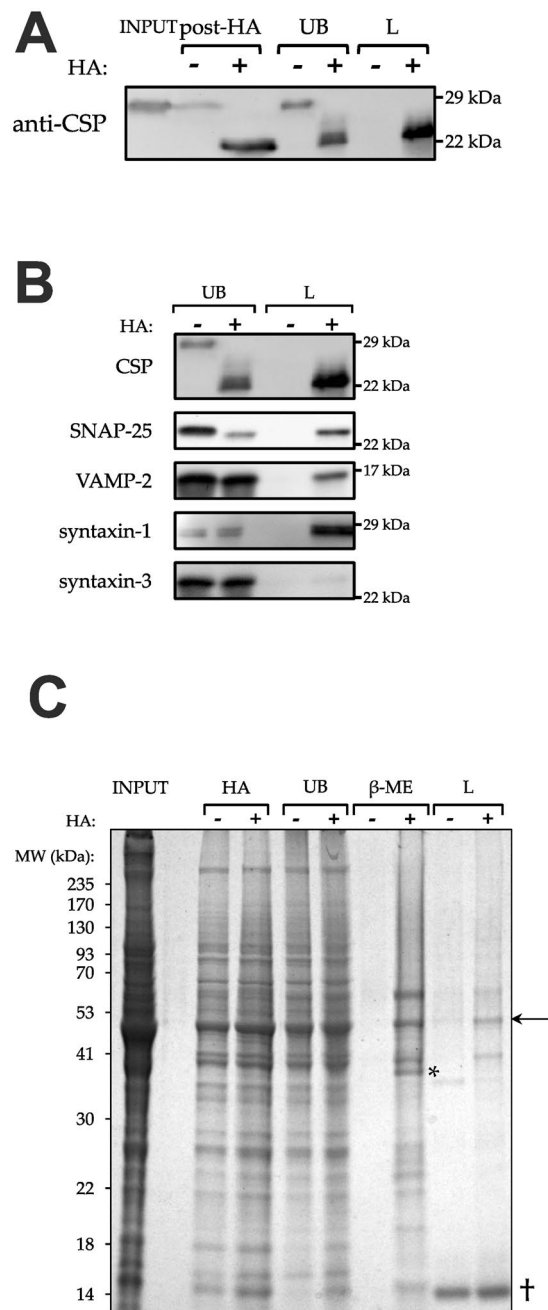 A
INPUT post-HA UB L
HA: - + - + - +
anti-CSP
29 kDa
22 kDa
B
UB L
HA: - + - +
CSP
29 kDa
22 kDa
SNAP-25
22 kDa
VAMP-2
17 kDa
syntaxin-1
29 kDa
syntaxin-3
22 kDa
C
INPUT HA UB β-ME L
HA: - + - + - + - +
MW (kDa):
235
170
130
93
70
53
41
*
30
22
18
14 †